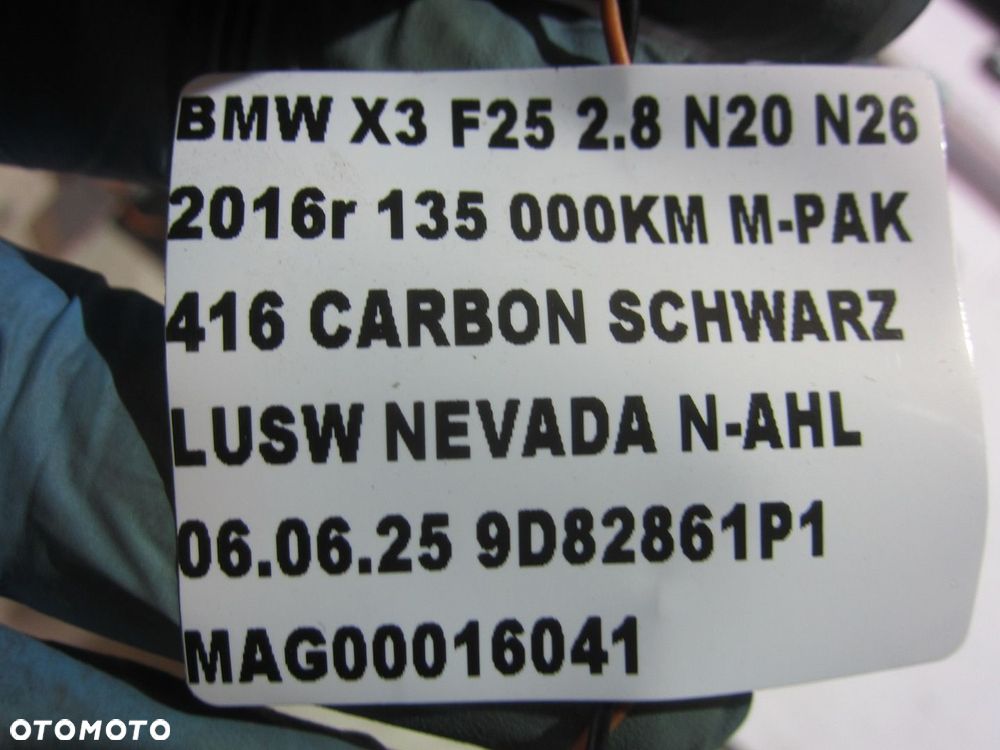 BMW X3 F25 2.8 N20 N26
2016r 135 000KM M-PAK
416 CARBON SCHWARZ
LUSW NEVADA N-AHL
06.06.25 9D82861P1
MAG00016041
OTOMOTO